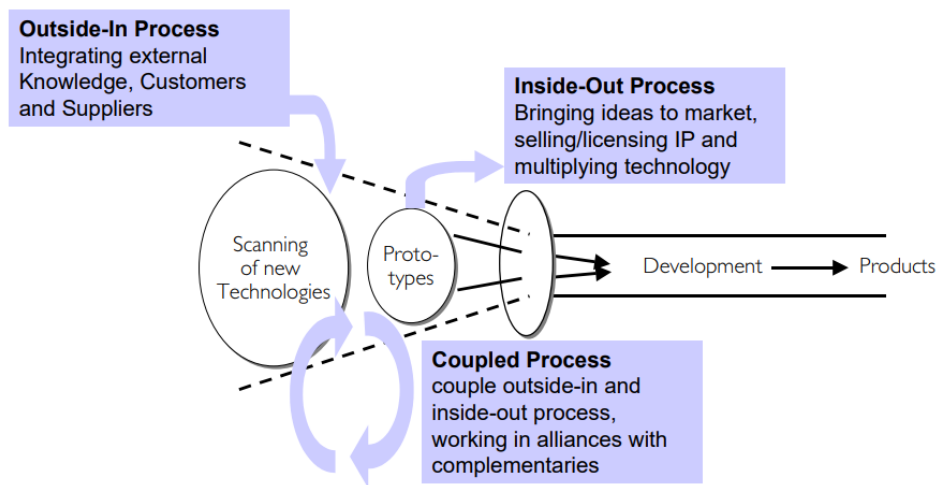 Outside-In Process
Integrating external
Knowledge, Customers
and Suppliers
Inside-Out Process
Bringing ideas to market,
selling/licensing IP and
multiplying technology
Scanning
of new
Technologies
Proto-
types
Development
Products
Coupled Process
couple outside-in and
inside-out process,
working in alliances with
complementaries